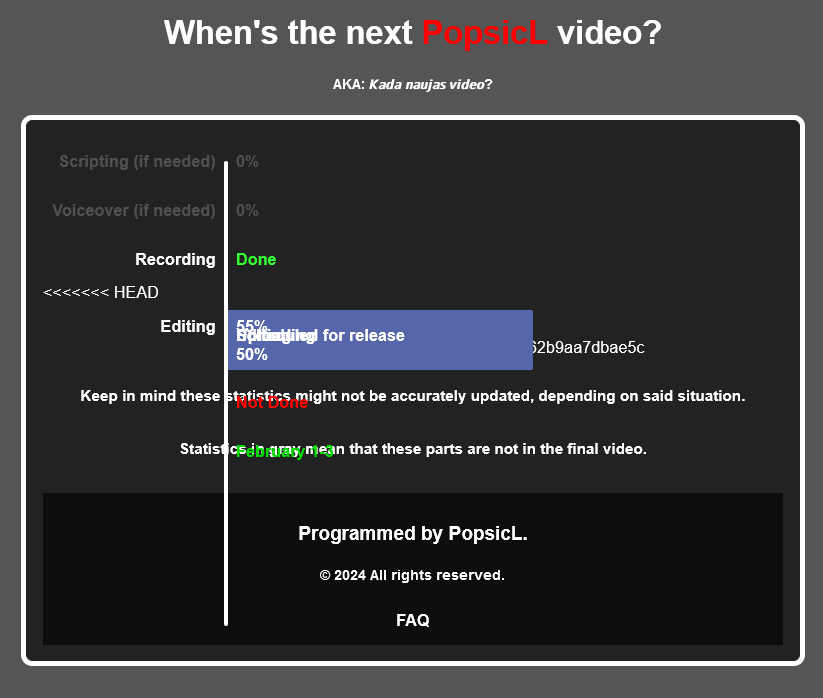 When's the next PopsicL video?
AKA: Kada naujas video?
Scripting (if needed) 0%
Voiceover (if needed) 0%
Recording Done
<<<<<<< HEAD
Editing 55%
for release
50%
62b9aa7dbae5c
Keep in mind these statistics might not be accurately updated, depending on said situation.
Not Done
Statistics in gray mean that these parts are not in the final video.
February 1-3
Programmed by PopsicL.
© 2024 All rights reserved.
FAQ